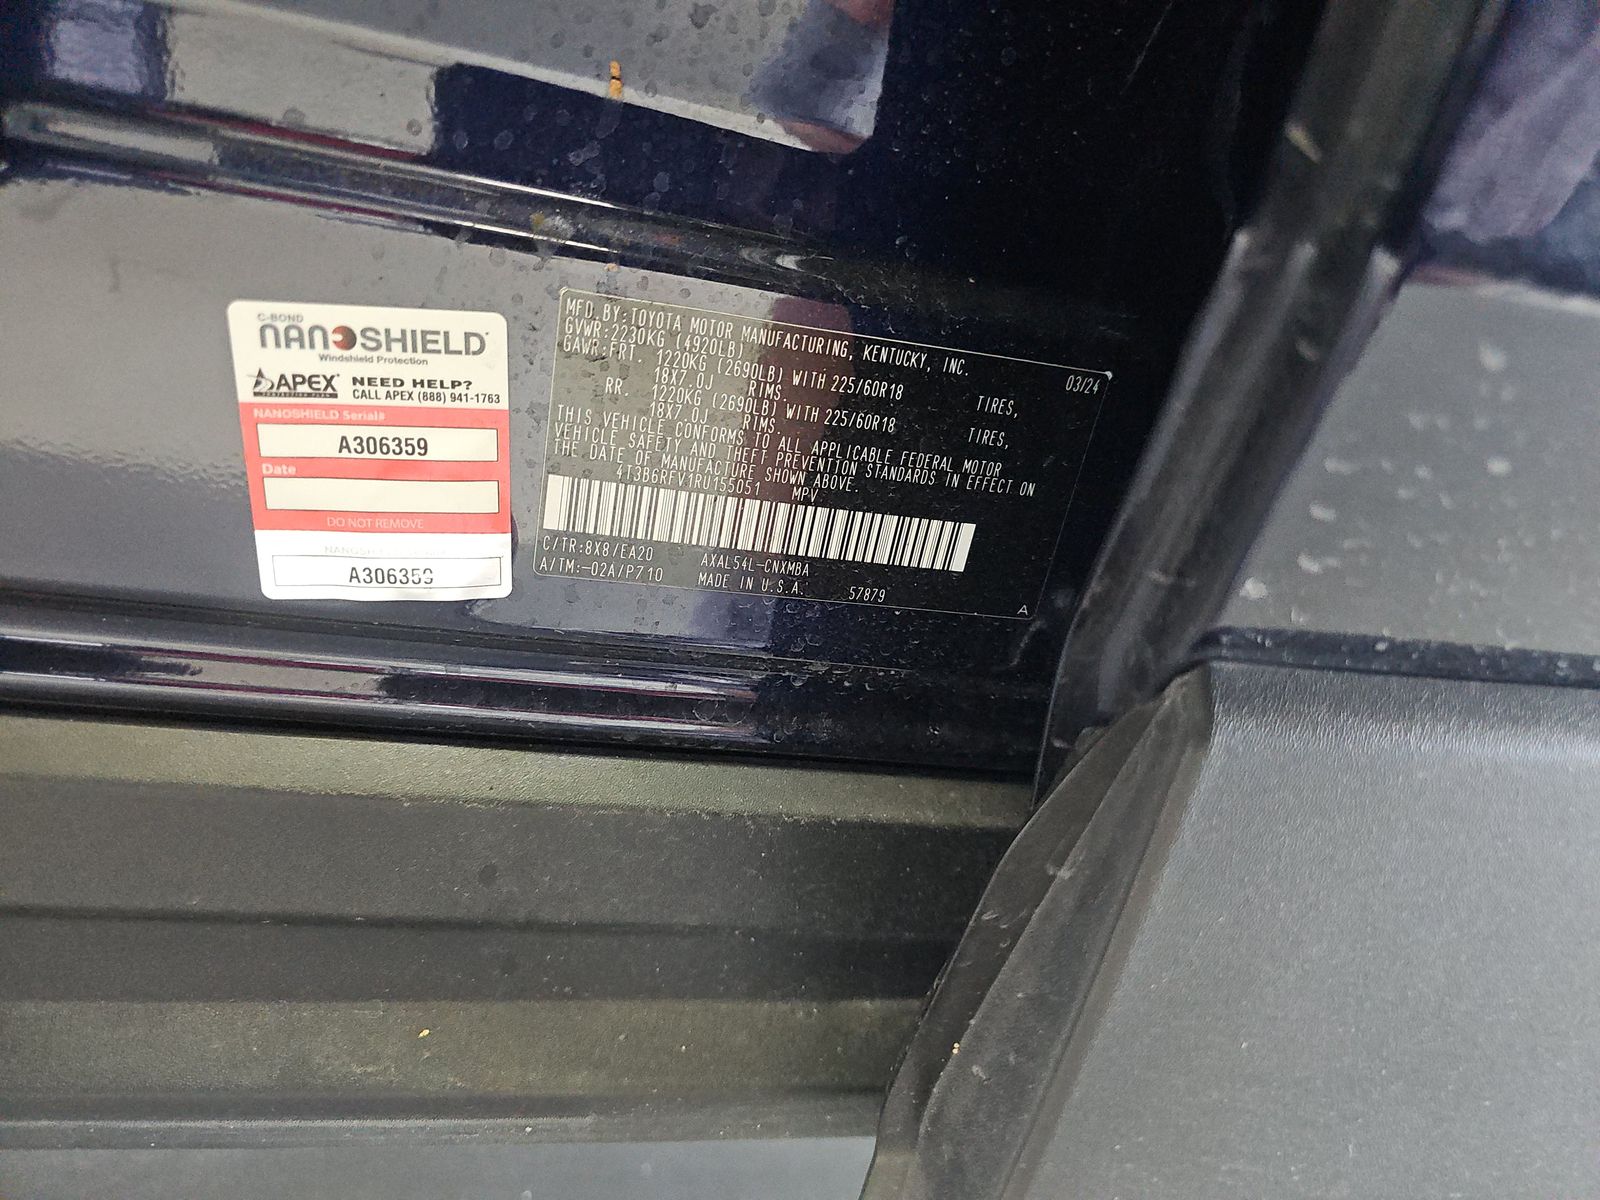 C-BOND
NANOSHIELD
Windshield Protection
APEX
PROTECTION PLAN
NEED HELP?
CALL APEX (888) 941-1763
NANOSHIELD Serial#
A306359
Date
DO NOT REMOVE
A306359
MFD. BY: TOYOTA MOTOR MANUFACTURING, KENTUCKY, INC.
GVWR: 2230KG (4920LB) 03/24
GAWR: FRT. 1220KG (2690LB) WITH 225/60R18 TIRES,
18X7.0J RIMS.
RR. 1220KG (2690LB) WITH 225/60R18 TIRES,
18X7.0J RIMS.
THIS VEHICLE CONFORMS TO ALL APPLICABLE FEDERAL MOTOR
VEHICLE SAFETY AND THEFT PREVENTION STANDARDS IN EFFECT ON
THE DATE OF MANUFACTURE SHOWN ABOVE.
4T3B6RFV1RU155051 MPV
C/TR:8X8/EA20 AXAL54L-CNXMBA
A/TM:-02A/P710 MADE IN U.S.A. 57879
A